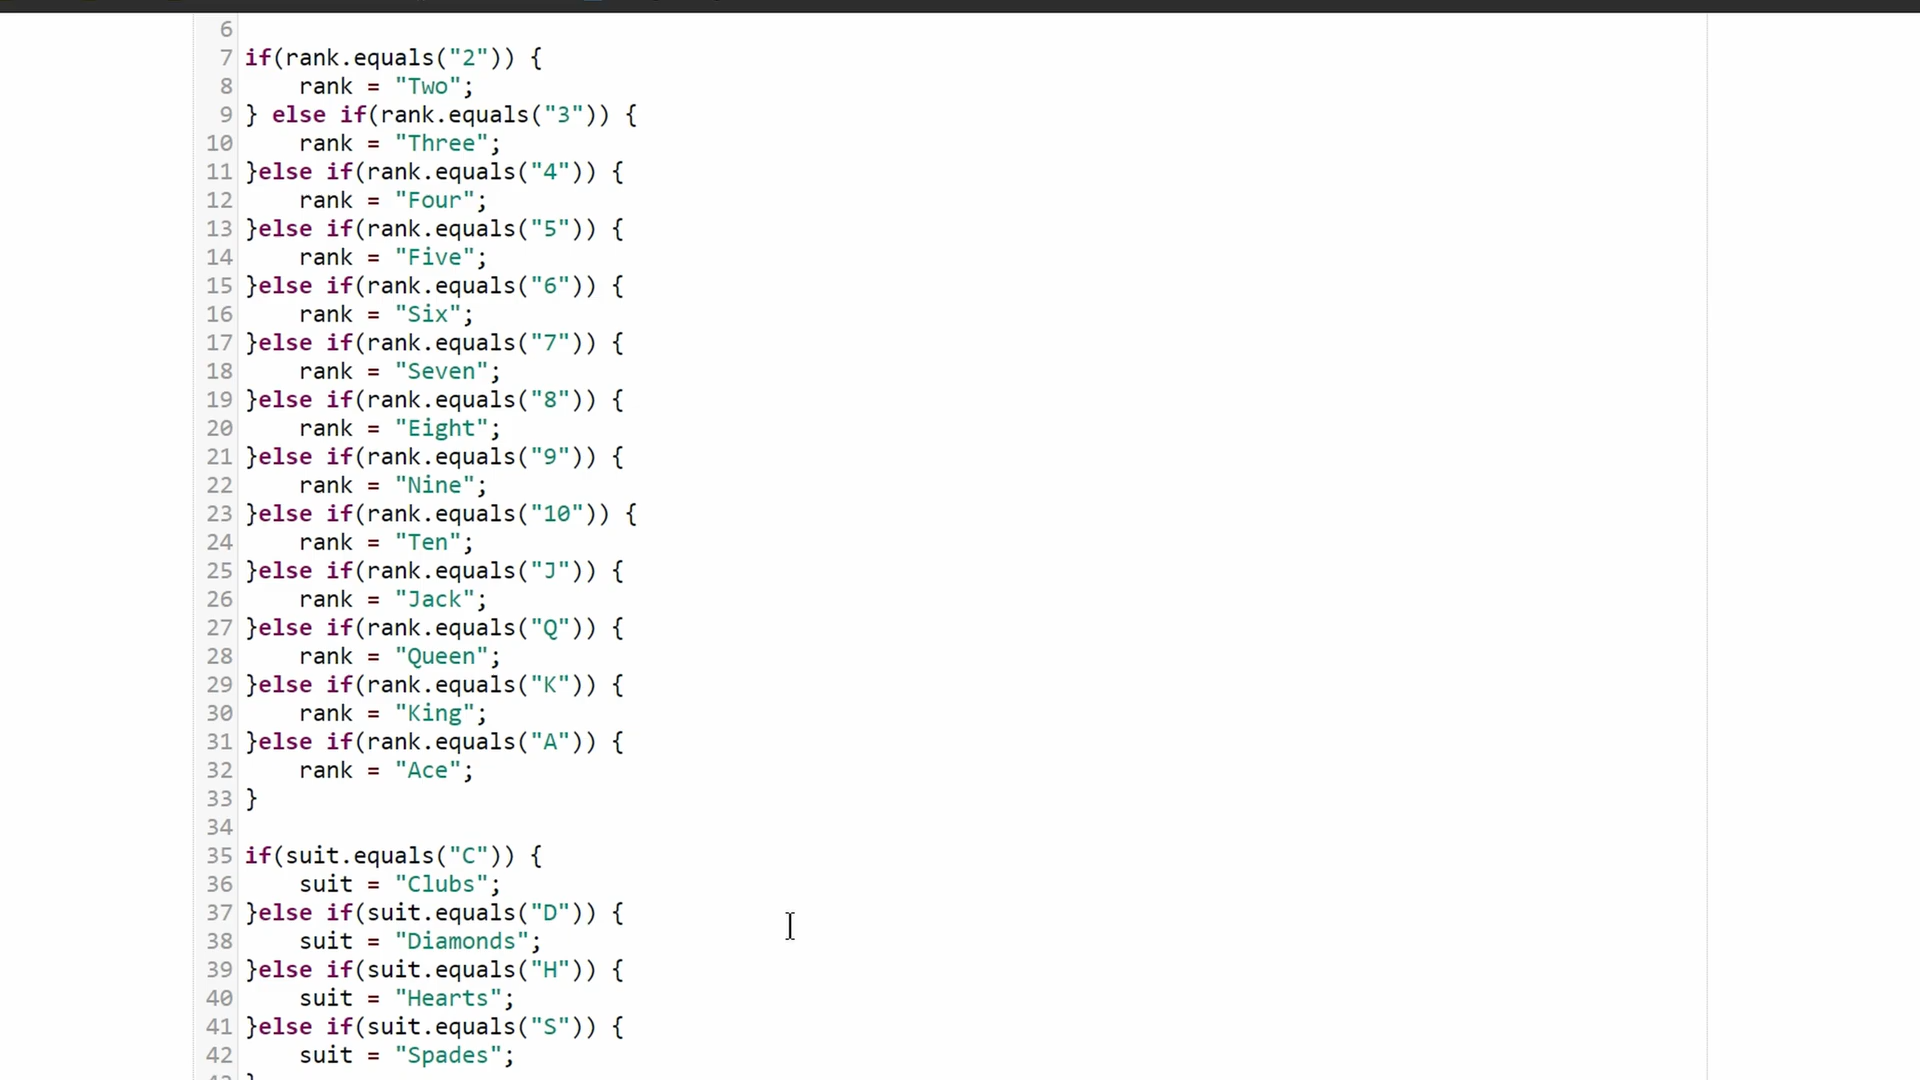 6
7 if(rank.equals("2")) {
8     rank = "Two";
9 } else if(rank.equals("3")) {
10     rank = "Three";
11 }else if(rank.equals("4")) {
12     rank = "Four";
13 }else if(rank.equals("5")) {
14     rank = "Five";
15 }else if(rank.equals("6")) {
16     rank = "Six";
17 }else if(rank.equals("7")) {
18     rank = "Seven";
19 }else if(rank.equals("8")) {
20     rank = "Eight";
21 }else if(rank.equals("9")) {
22     rank = "Nine";
23 }else if(rank.equals("10")) {
24     rank = "Ten";
25 }else if(rank.equals("J")) {
26     rank = "Jack";
27 }else if(rank.equals("Q")) {
28     rank = "Queen";
29 }else if(rank.equals("K")) {
30     rank = "King";
31 }else if(rank.equals("A")) {
32     rank = "Ace";
33 }
34
35 if(suit.equals("C")) {
36     suit = "Clubs";
37 }else if(suit.equals("D")) {
38     suit = "Diamonds";
39 }else if(suit.equals("H")) {
40     suit = "Hearts";
41 }else if(suit.equals("S")) {
42     suit = "Spades";